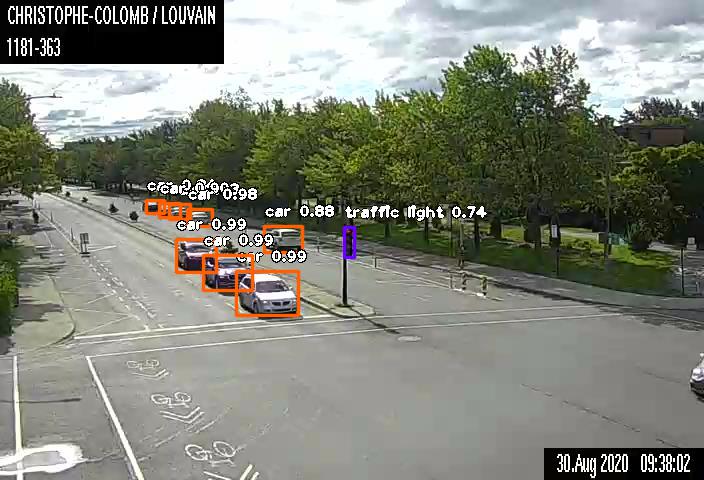 CHRISTOPHE-COLOMB / LOUVAIN
1181-363
car 0.98
car 0.99
car 0.88
traffic light 0.74
car 0.99
car 0.99
30.Aug 2020 09:38:02